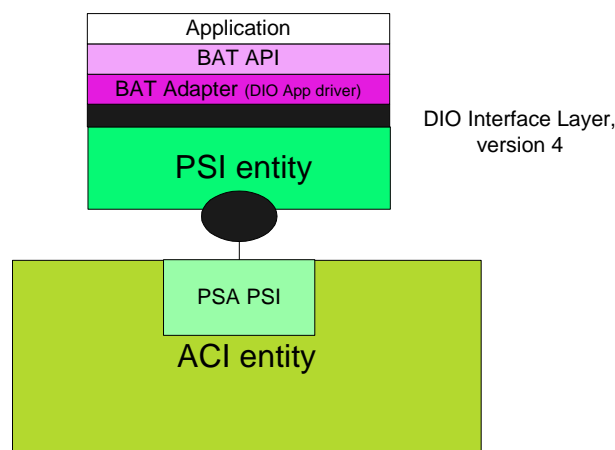 Application
BAT API
BAT Adapter (DIO App driver)
DIO Interface Layer,
version 4
PSI entity
PSA PSI
ACI entity